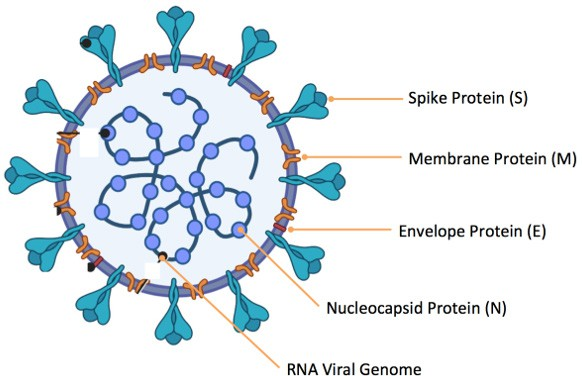 Spike Protein (S)
Membrane Protein (M)
Envelope Protein (E)
Nucleocapsid Protein (N)
RNA Viral Genome